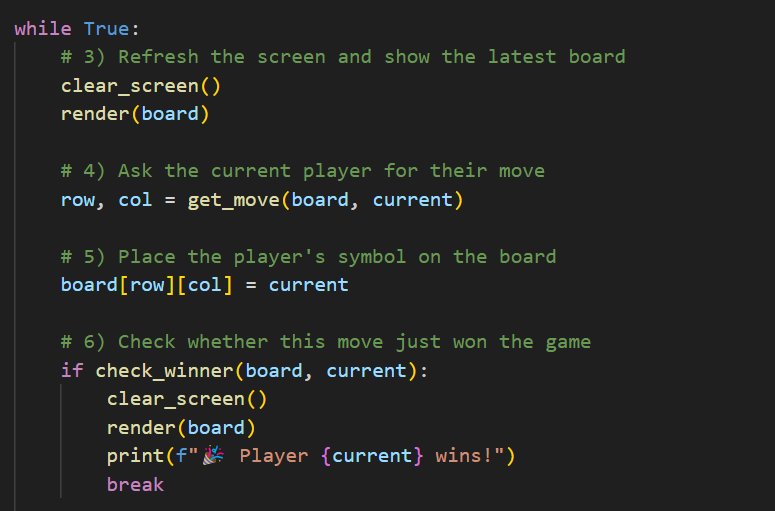 while True:
    # 3) Refresh the screen and show the latest board
    clear_screen()
    render(board)

    # 4) Ask the current player for their move
    row, col = get_move(board, current)

    # 5) Place the player's symbol on the board
    board[row][col] = current

    # 6) Check whether this move just won the game
    if check_winner(board, current):
        clear_screen()
        render(board)
        print(f"🎉 Player {current} wins!")
        break